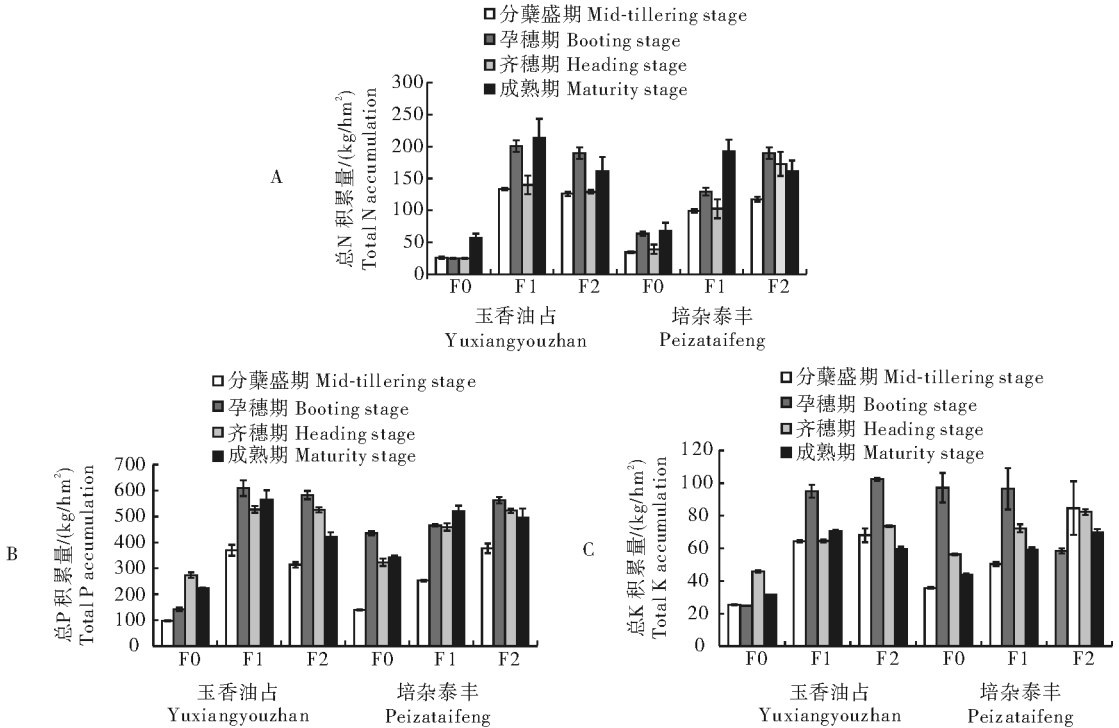 分蘖盛期 Mid-tillering stage
孕穗期 Booting stage
齐穗期 Heading stage
成熟期 Maturity stage
A
总N 积累量/(kg/hm²)
Total N accumulation
300
250
200
150
100
50
0
F0 F1 F2 F0 F1 F2
玉香油占 培杂泰丰
Yuxiangyouzhan Peizataifeng
分蘖盛期 Mid-tillering stage
孕穗期 Booting stage
齐穗期 Heading stage
成熟期 Maturity stage
B
总P 积累量/(kg/hm²)
Total P accumulation
700
600
500
400
300
200
100
0
F0 F1 F2 F0 F1 F2
玉香油占 培杂泰丰
Yuxiangyouzhan Peizataifeng
分蘖盛期 Mid-tillering stage
孕穗期 Booting stage
齐穗期 Heading stage
成熟期 Maturity stage
C
总K 积累量/(kg/hm²)
Total K accumulation
120
100
80
60
40
20
0
F0 F1 F2 F0 F1 F2
玉香油占 培杂泰丰
Yuxiangyouzhan Peizataifeng